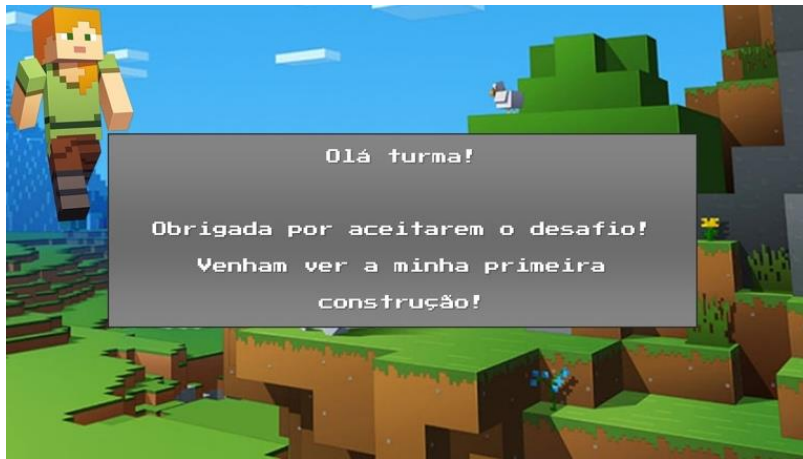 Olá turma!
Obrigada por aceitarem o desafio!
Venham ver a minha primeira
construção!